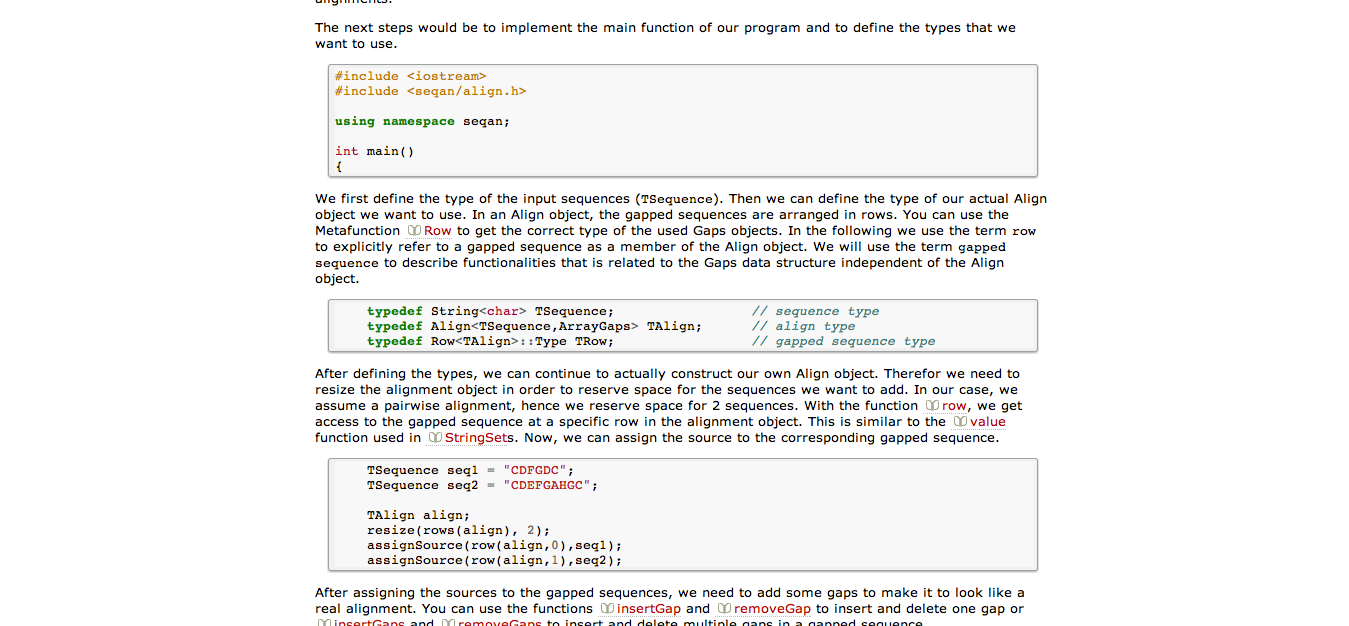 alignments.
The next steps would be to implement the main function of our program and to define the types that we
want to use.
#include <iostream>
#include <seqan/align.h>
using namespace seqan;
int main()
{
We first define the type of the input sequences (TSequence). Then we can define the type of our actual Align
object we want to use. In an Align object, the gapped sequences are arranged in rows. You can use the
Metafunction Row to get the correct type of the used Gaps objects. In the following we use the term row
to explicitly refer to a gapped sequence as a member of the Align object. We will use the term gapped
sequence to describe functionalities that is related to the Gaps data structure independent of the Align
object.
typedef String<char> TSequence; // sequence type
typedef Align<TSequence,ArrayGaps> TAlign; // align type
typedef Row<TAlign>::Type TRow; // gapped sequence type
After defining the types, we can continue to actually construct our own Align object. Therefor we need to
resize the alignment object in order to reserve space for the sequences we want to add. In our case, we
assume a pairwise alignment, hence we reserve space for 2 sequences. With the function row, we get
access to the gapped sequence at a specific row in the alignment object. This is similar to the value
function used in StringSets. Now, we can assign the source to the corresponding gapped sequence.
TSequence seq1 = "CDFGDC";
TSequence seq2 = "CDEFGAHGC";
TAlign align;
resize(rows(align), 2);
assignSource(row(align,0),seq1);
assignSource(row(align,1),seq2);
After assigning the sources to the gapped sequences, we need to add some gaps to make it to look like a
real alignment. You can use the functions insertGap and removeGap to insert and delete one gap or
insertGaps and removeGaps to insert and delete multiple gaps in a gapped sequence.